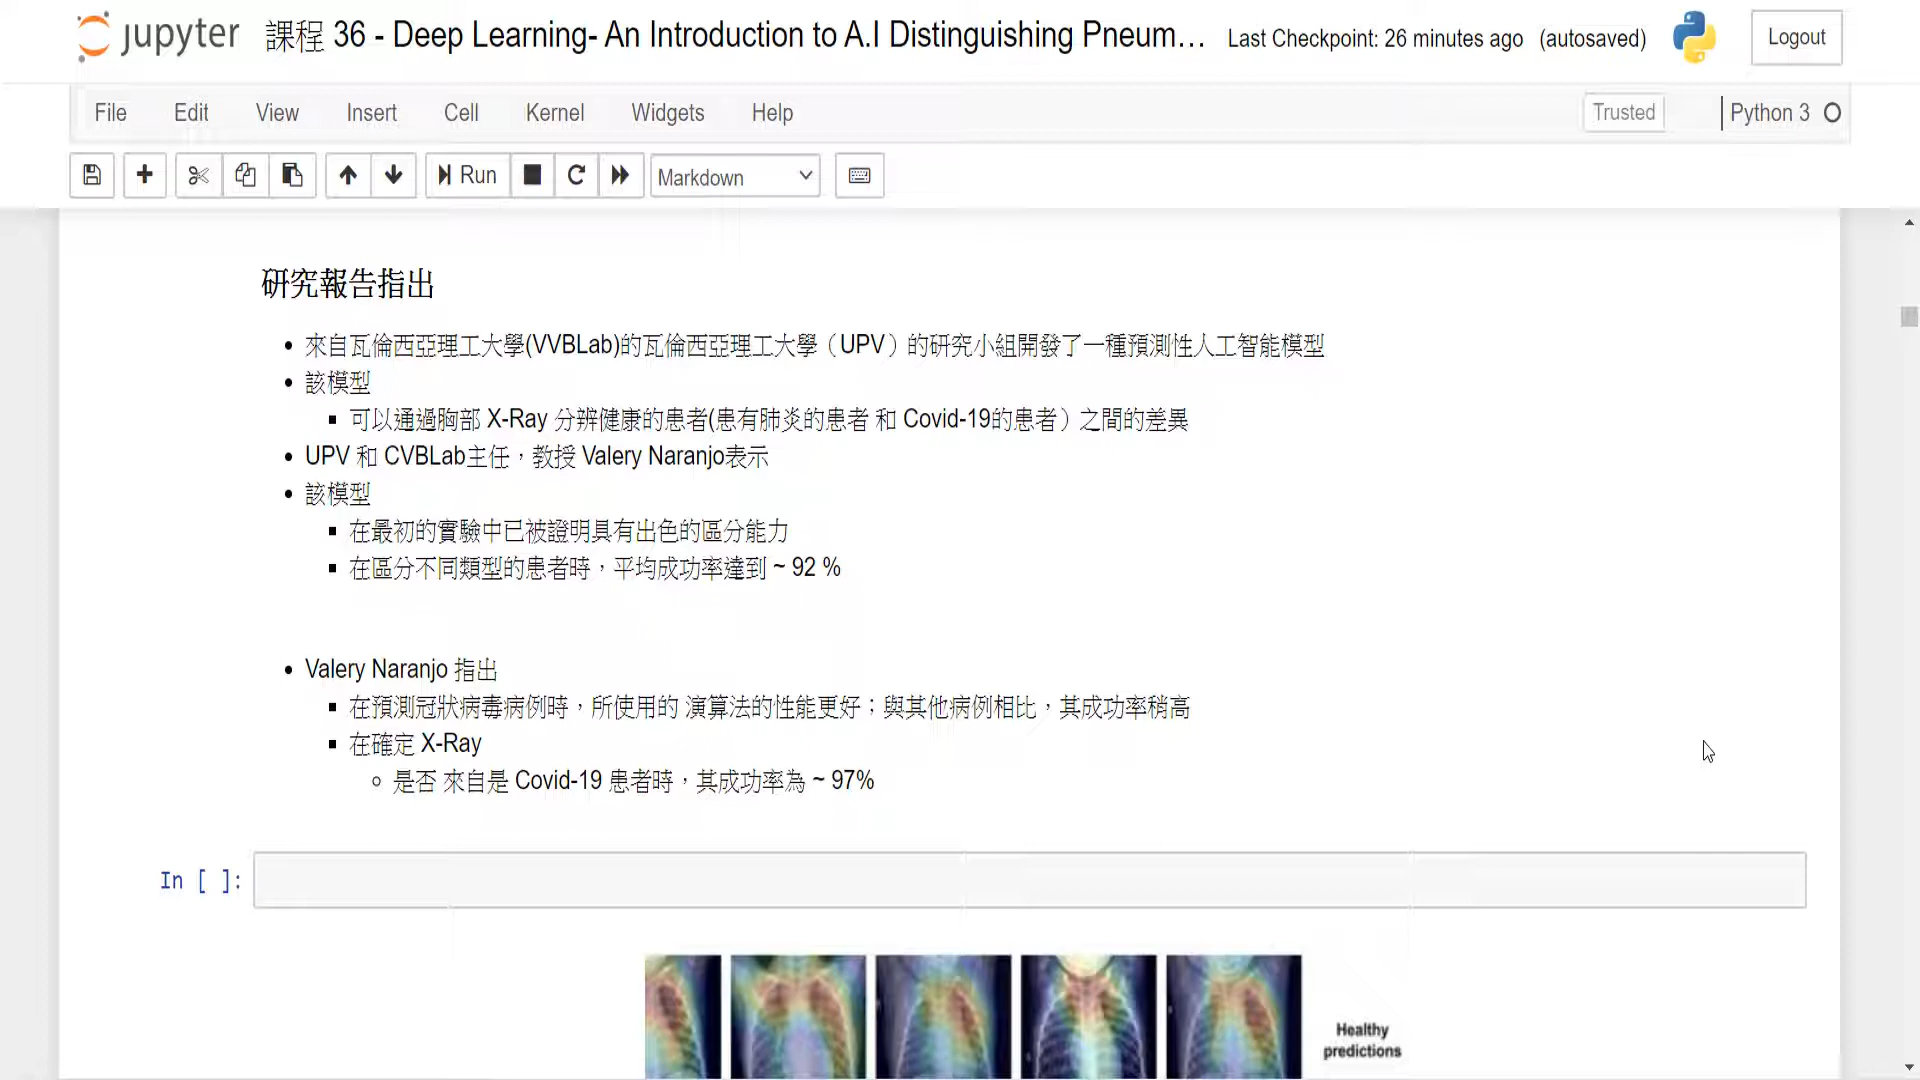 jupyter 課程 36 - Deep Learning- An Introduction to A.I Distinguishing Pneum… Last Checkpoint: 26 minutes ago (autosaved) Logout
File Edit View Insert Cell Kernel Widgets Help Trusted Python 3
Run Markdown
研究報告指出
來自瓦倫西亞理工大學(VVBLab)的瓦倫西亞理工大學（UPV）的研究小組開發了一種預測性人工智能模型
該模型
可以通過胸部 X-Ray 分辨健康的患者(患有肺炎的患者 和 Covid-19的患者）之間的差異
UPV 和 CVBLab主任，教授 Valery Naranjo表示
該模型
在最初的實驗中已被證明具有出色的區分能力
在區分不同類型的患者時，平均成功率達到 ~ 92 %
Valery Naranjo 指出
在預測冠狀病毒病例時，所使用的 演算法的性能更好；與其他病例相比，其成功率稍高
在確定 X-Ray
是否 來自是 Covid-19 患者時，其成功率為 ~ 97%
In [ ]:
Healthy
predictions